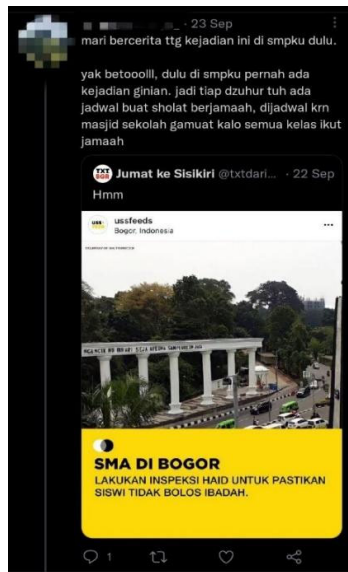 · 23 Sep
mari bercerita ttg kejadian ini di smpku dulu.
yak betooolll, dulu di smpku pernah ada
kejadian ginian. jadi tiap dzuhur tuh ada
jadwal buat sholat berjamaah, dijadwal krn
masjid sekolah gamuat kalo semua kelas ikut
jamaah
TXT
BGR
Jumat ke Sisikiri @txtdari... · 22 Sep
Hmm
ussfeeds
Bogor, Indonesia
SMA DI BOGOR
LAKUKAN INSPEKSI HAID UNTUK PASTIKAN
SISWI TIDAK BOLOS IBADAH.
1